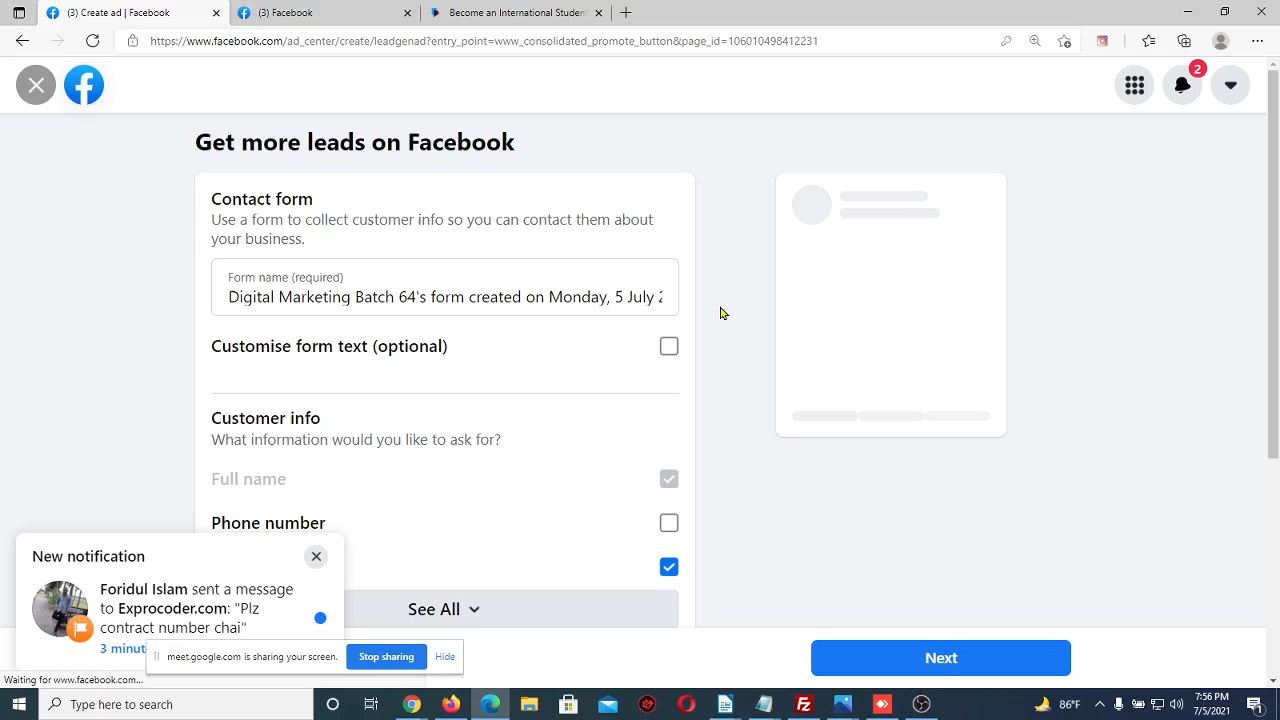 (3) Create ad | Facebook
(3) Facebook
Become an International Student
https://www.facebook.com/ad_center/create/leadgenad?entry_point=www_consolidated_promote_button&page_id=106010498412231
2
Get more leads on Facebook
Contact form
Use a form to collect customer info so you can contact them about
your business.
Form name (required)
Digital Marketing Batch 64's form created on Monday, 5 July
Customise form text (optional)
Customer info
What information would you like to ask for?
Full name
Phone number
See All
New notification
Foridul Islam sent a message
to Exprocoder.com: "Plz
contract number chai"
3 minut
meet.google.com is sharing your screen.
Stop sharing
Hide
Next
Waiting for www.facebook.com...
Type here to search
86°F
7:56 PM
7/5/2021